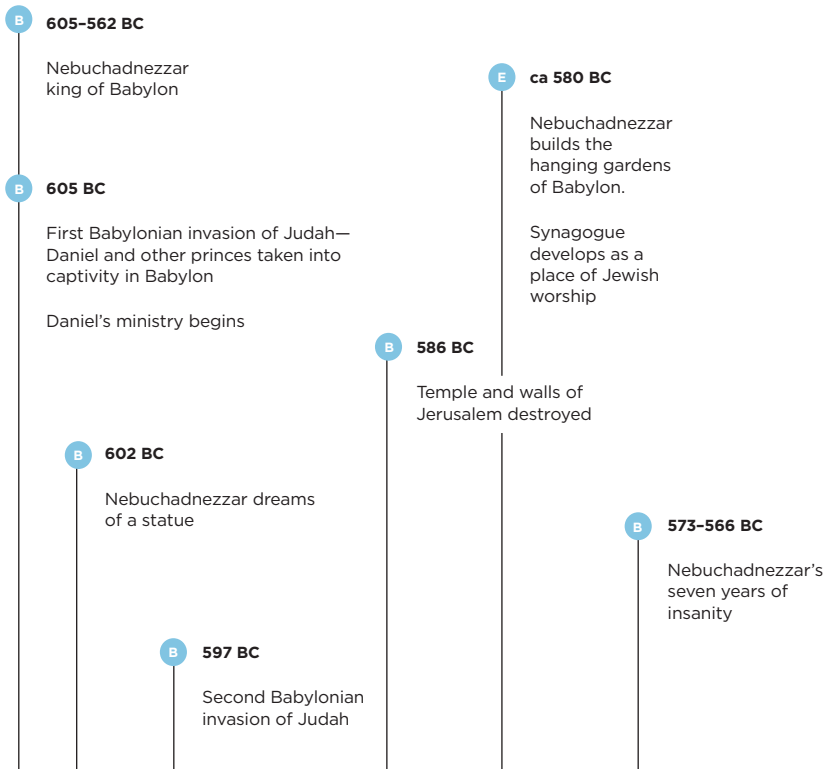 B 605–562 BC
Nebuchadnezzar
king of Babylon
B 605 BC
First Babylonian invasion of Judah—
Daniel and other princes taken into
captivity in Babylon
Daniel’s ministry begins
B 602 BC
Nebuchadnezzar dreams
of a statue
B 597 BC
Second Babylonian
invasion of Judah
B 586 BC
Temple and walls of
Jerusalem destroyed
E ca 580 BC
Nebuchadnezzar
builds the
hanging gardens
of Babylon.
Synagogue
develops as a
place of Jewish
worship
B 573–566 BC
Nebuchadnezzar’s
seven years of
insanity